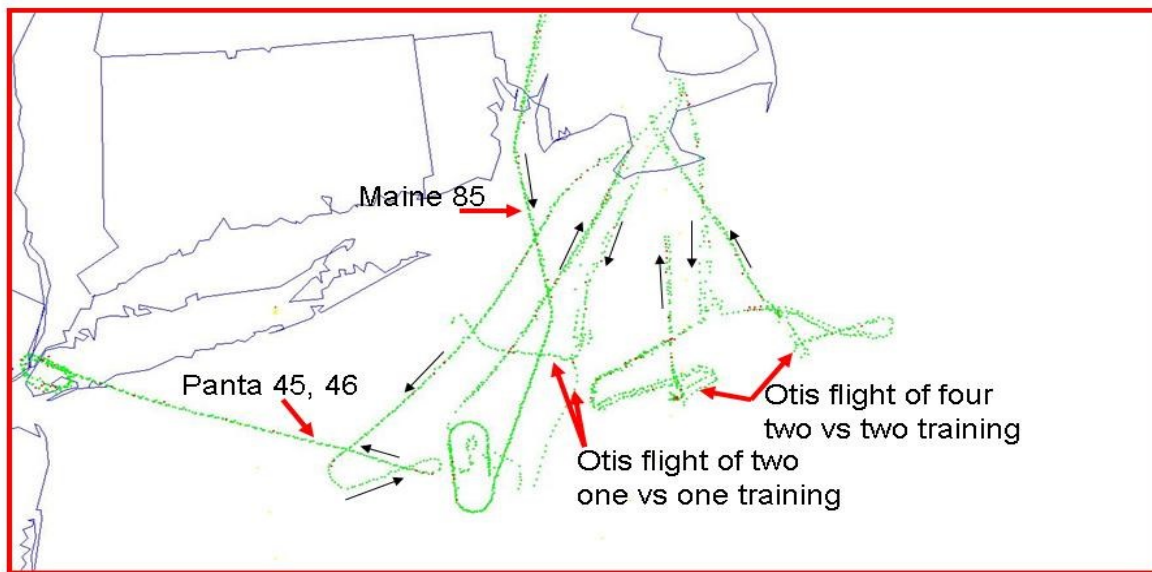 Maine 85
Panta 45, 46
Otis flight of four
two vs two training
Otis flight of two
one vs one training